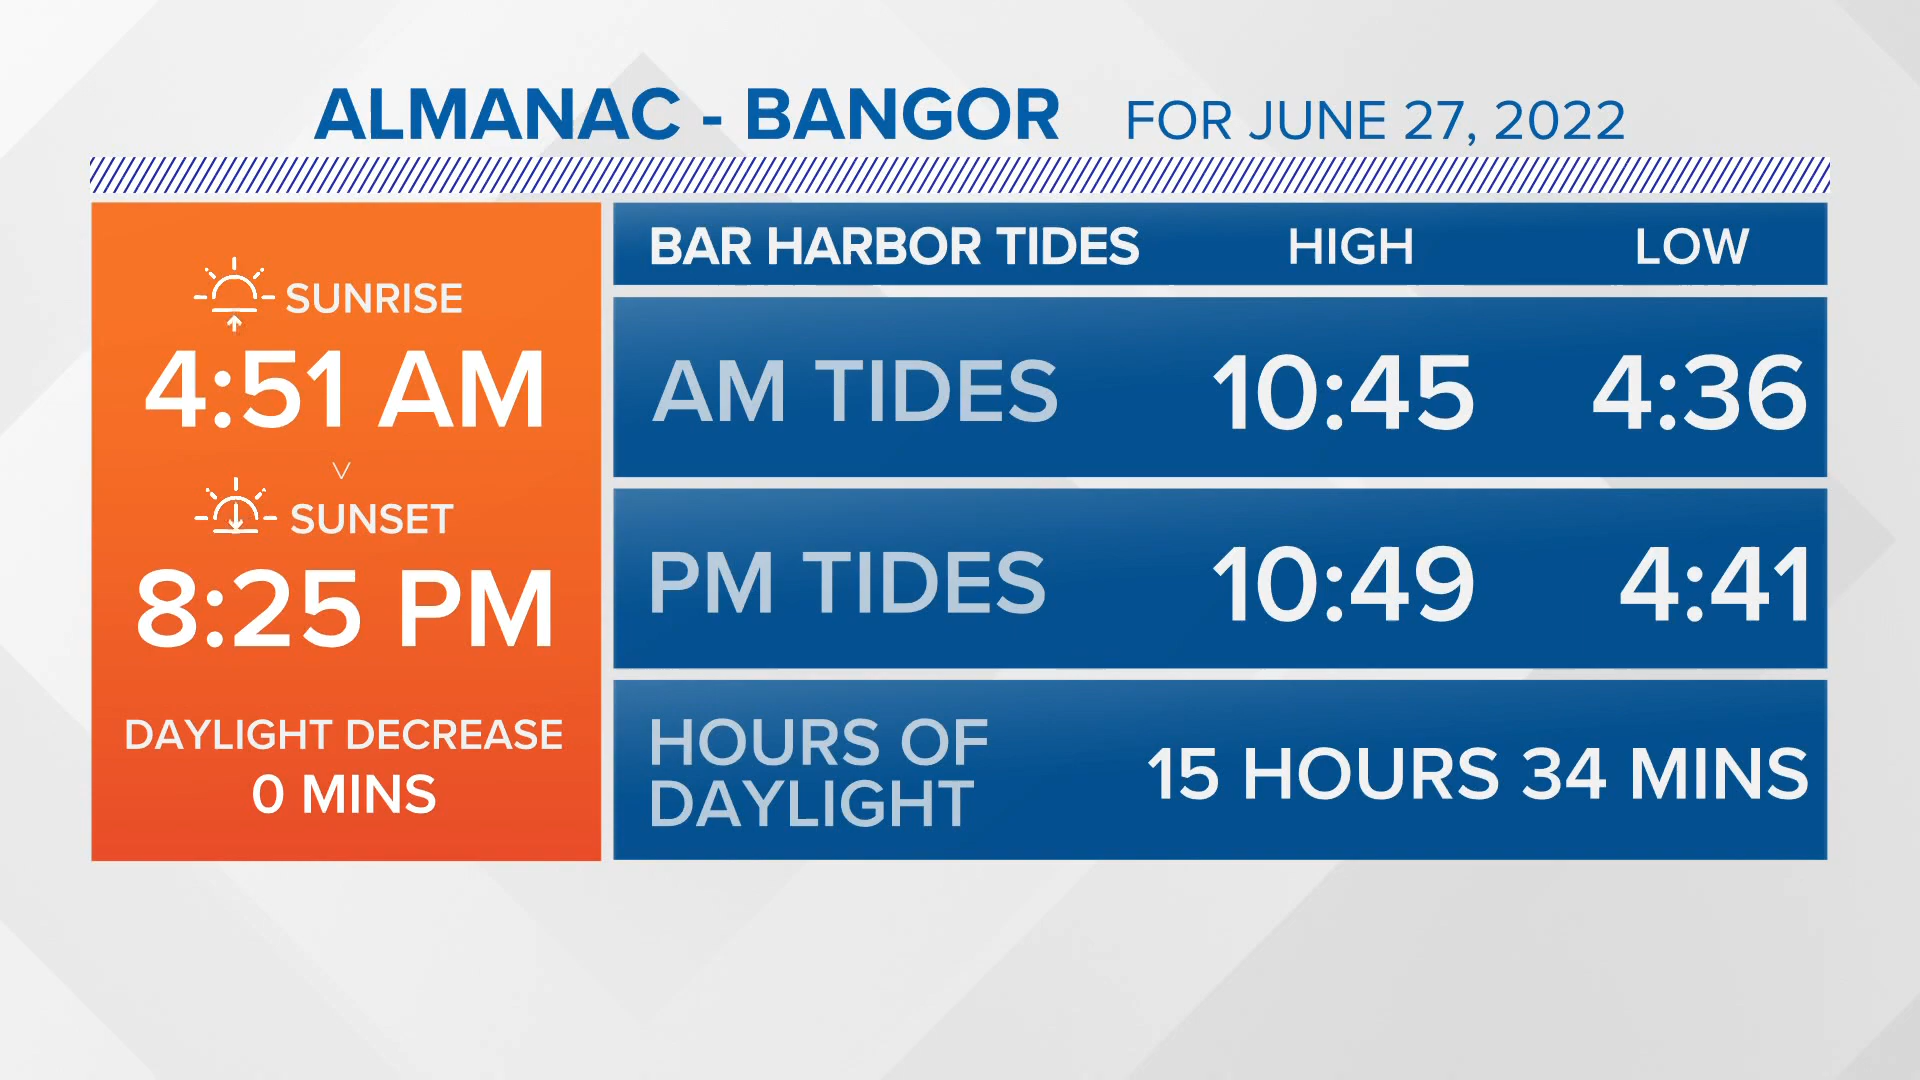 ALMANAC - BANGOR FOR JUNE 27, 2022
SUNRISE
4:51 AM
SUNSET
8:25 PM
DAYLIGHT DECREASE
0 MINS
BAR HARBOR TIDES HIGH LOW
AM TIDES 10:45 4:36
PM TIDES 10:49 4:41
HOURS OF
DAYLIGHT
15 HOURS 34 MINS